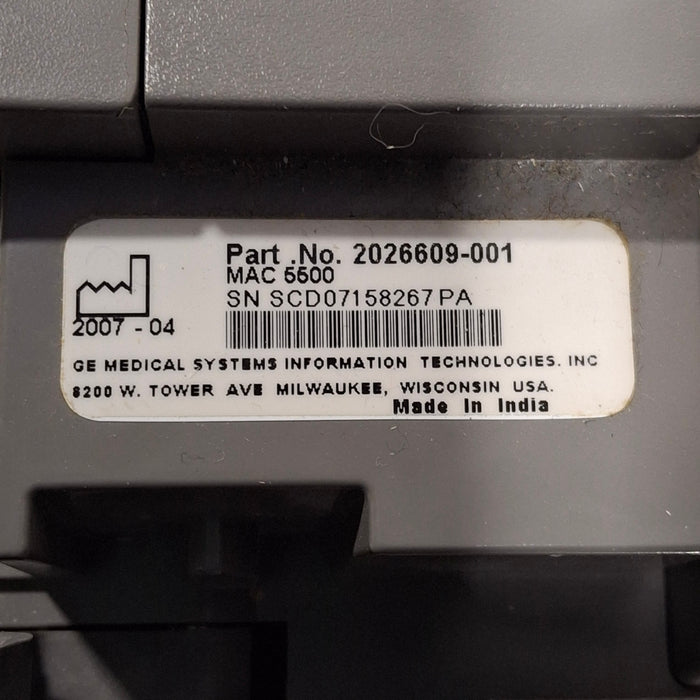 Part .No. 2026609-001
MAC 5500
SN SCD07158267PA
2007 - 04
GE MEDICAL SYSTEMS INFORMATION TECHNOLOGIES. INC
8200 W. TOWER AVE MILWAUKEE, WISCONSIN USA.
Made In India